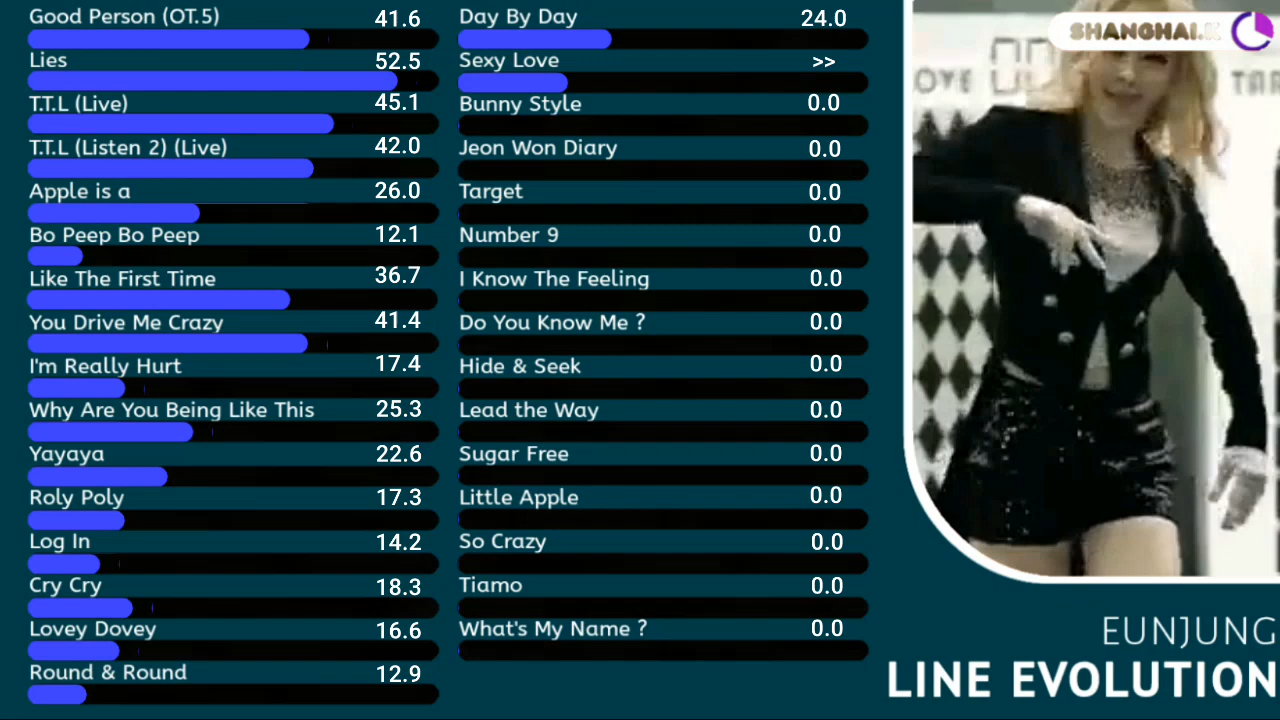 Good Person (OT.5) 41.6
Lies 52.5
T.T.L (Live) 45.1
T.T.L (Listen 2) (Live) 42.0
Apple is a 26.0
Bo Peep Bo Peep 12.1
Like The First Time 36.7
You Drive Me Crazy 41.4
I'm Really Hurt 17.4
Why Are You Being Like This 25.3
Yayaya 22.6
Roly Poly 17.3
Log In 14.2
Cry Cry 18.3
Lovey Dovey 16.6
Round & Round 12.9
Day By Day 24.0
Sexy Love >>
Bunny Style 0.0
Jeon Won Diary 0.0
Target 0.0
Number 9 0.0
I Know The Feeling 0.0
Do You Know Me ? 0.0
Hide & Seek 0.0
Lead the Way 0.0
Sugar Free 0.0
Little Apple 0.0
So Crazy 0.0
Tiamo 0.0
What's My Name ? 0.0
SHANGHAI.K
EUNJUNG
LINE EVOLUTION